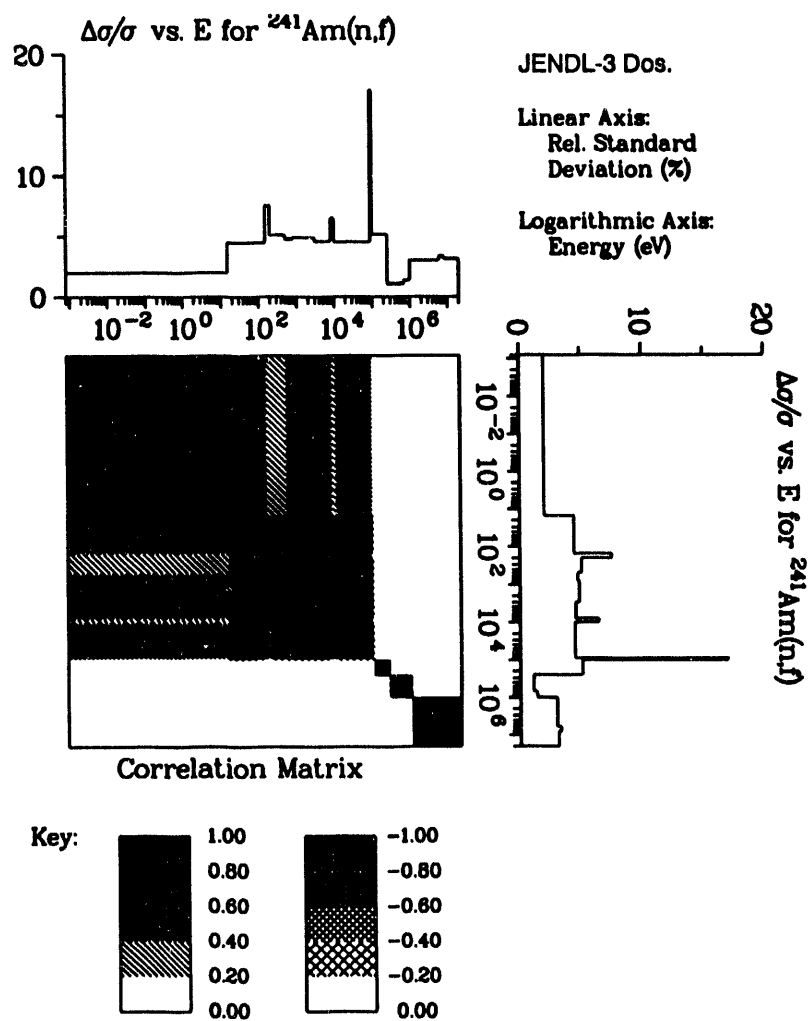 Δσ/σ vs. E for ²⁴¹Am(n,f)
20
10
0
10⁻² 10⁰ 10² 10⁴ 10⁶
JENDL-3 Dos.
Linear Axis:
Rel. Standard
Deviation (%)
Logarithmic Axis:
Energy (eV)
0 10 20
10⁻²
10⁰
10²
10⁴
10⁶
Δσ/σ vs. E for ²⁴¹Am(n,f)
Correlation Matrix
Key:
1.00
0.80
0.60
0.40
0.20
0.00
-1.00
-0.80
-0.60
-0.40
-0.20
0.00